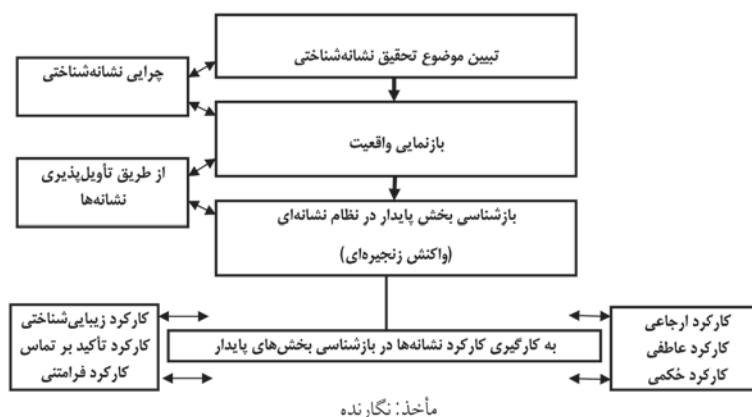 تبیین موضوع تحقیق نشانه‌شناختی
چرایی نشانه‌شناختی
بازنمایی واقعیت
از طریق تأویل‌پذیری
نشانه‌ها
بازشناسی بخش پایدار در نظام نشانه‌ای
(واکنش زنجیره‌ای)
کارکرد ارجاعی
کارکرد عاطفی
کارکرد حُکمی
به کارگیری کارکرد نشانه‌ها در بازشناسی بخش‌های پایدار
کارکرد زیبایی‌شناختی
کارکرد تأکید بر تماس
کارکرد فرامتنی
مأخذ: نگارنده